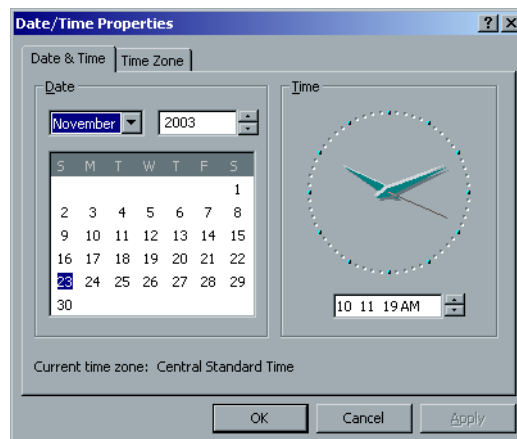 Date/Time Properties
Date & Time Time Zone
Date
November 2003
S M T W T F S
1
2 3 4 5 6 7 8
9 10 11 12 13 14 15
16 17 18 19 20 21 22
23 24 25 26 27 28 29
30
Time
10 11 19 AM
Current time zone: Central Standard Time
OK Cancel Apply